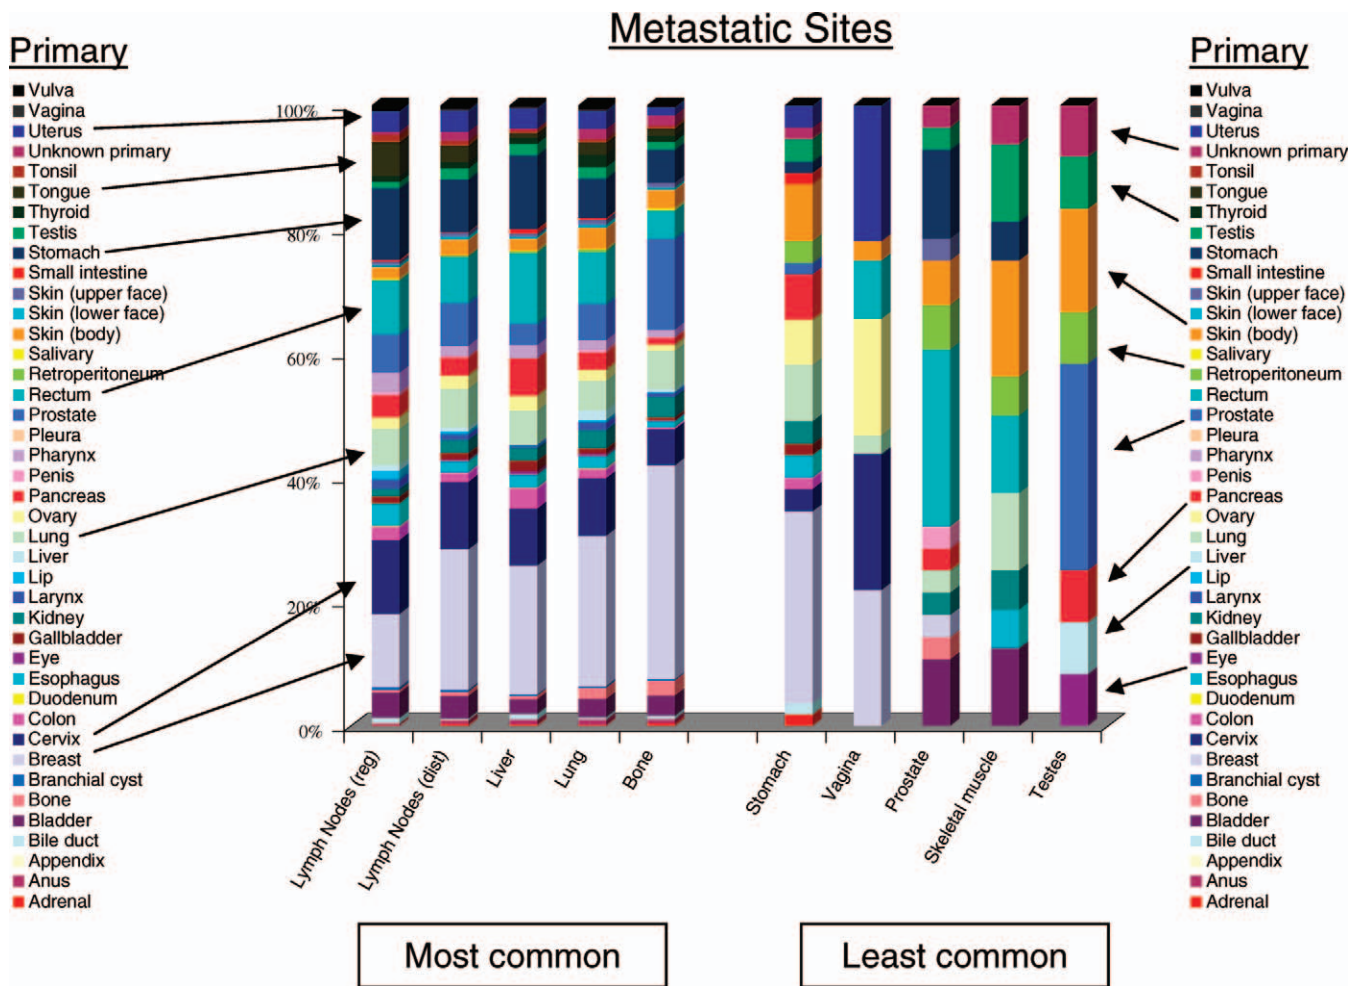 Metastatic Sites
Primary
Vulva
Vagina
Uterus
Unknown primary
Tonsil
Tongue
Thyroid
Testis
Stomach
Small intestine
Skin (upper face)
Skin (lower face)
Skin (body)
Salivary
Retroperitoneum
Rectum
Prostate
Pleura
Pharynx
Penis
Pancreas
Ovary
Lung
Liver
Lip
Larynx
Kidney
Gallbladder
Eye
Esophagus
Duodenum
Colon
Cervix
Breast
Branchial cyst
Bone
Bladder
Bile duct
Appendix
Anus
Adrenal
100%
80%
60%
40%
20%
0%
Lymph Nodes (reg)
Lymph Nodes (dist)
Liver
Lung
Bone
Stomach
Vagina
Prostate
Skeletal muscle
Testes
Most common
Least common
Primary
Vulva
Vagina
Uterus
Unknown primary
Tonsil
Tongue
Thyroid
Testis
Stomach
Small intestine
Skin (upper face)
Skin (lower face)
Skin (body)
Salivary
Retroperitoneum
Rectum
Prostate
Pleura
Pharynx
Penis
Pancreas
Ovary
Lung
Liver
Lip
Larynx
Kidney
Gallbladder
Eye
Esophagus
Duodenum
Colon
Cervix
Breast
Branchial cyst
Bone
Bladder
Bile duct
Appendix
Anus
Adrenal